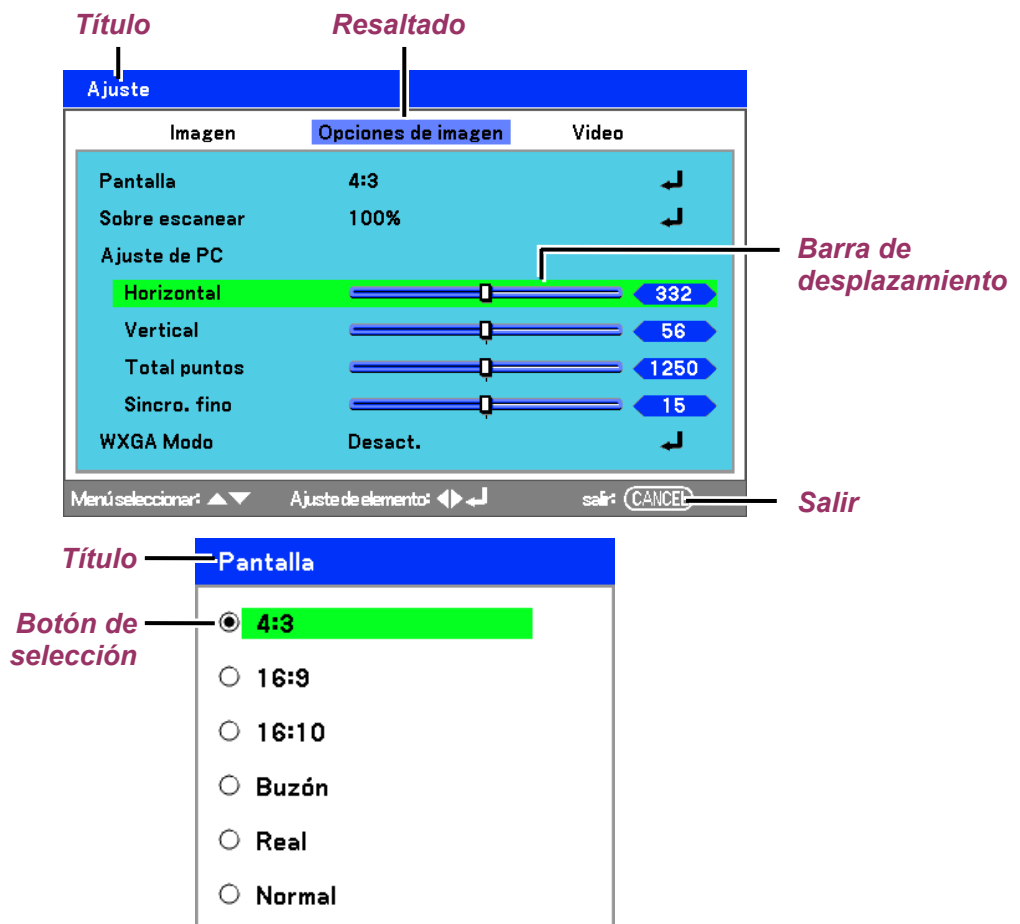 Título Resaltado
Ajuste
Imagen Opciones de imagen Video
Pantalla 4:3
Sobre escanear 100%
Ajuste de PC
Barra de
desplazamiento
Horizontal 332
Vertical 56
Total puntos 1250
Sincro. fino 15
WXGA Modo Desact.
Menú seleccionar: Ajuste de elemento: salir: CANCEL
Salir
Título
Pantalla
Botón de
selección
4:3
16:9
16:10
Buzón
Real
Normal